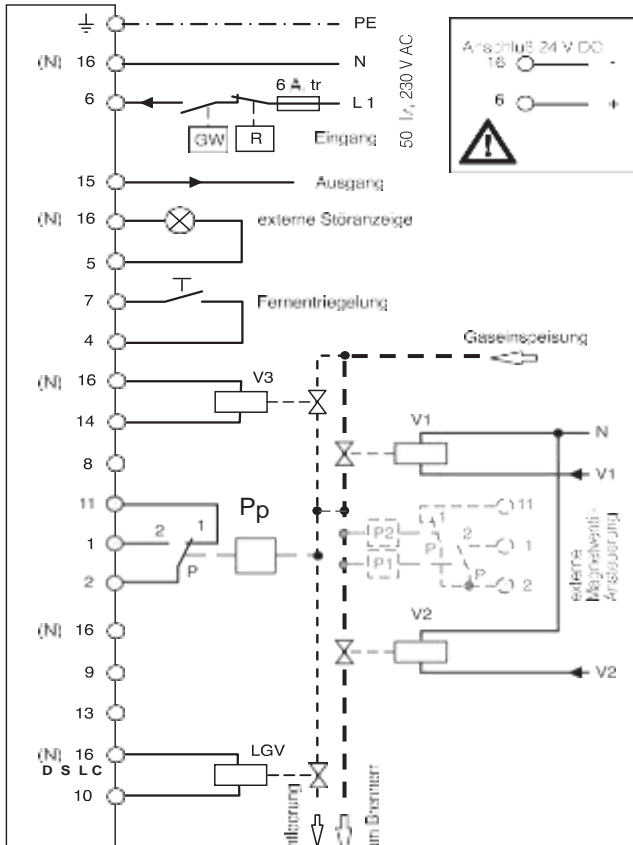 PE
(N) 16 N
6 6 A, tr L 1
GW R Eingang
50 Hz, 230 V AC
Anschluß 24 V DC
16 -
6 +
15 Ausgang
(N) 16 externe Störanzeige
5
7 Fernentriegelung
4
Gaseinspeisung
(N) 16 V3
14
V1
N
V1
8
11 1 Pp
1 2
P
2
P2 1 P 11
2 1
P1 P 2
externe
Magnetventil-
Ansteuerung
V2
V2
(N) 16
9
13
(N) 16 LGV
D S L C
10